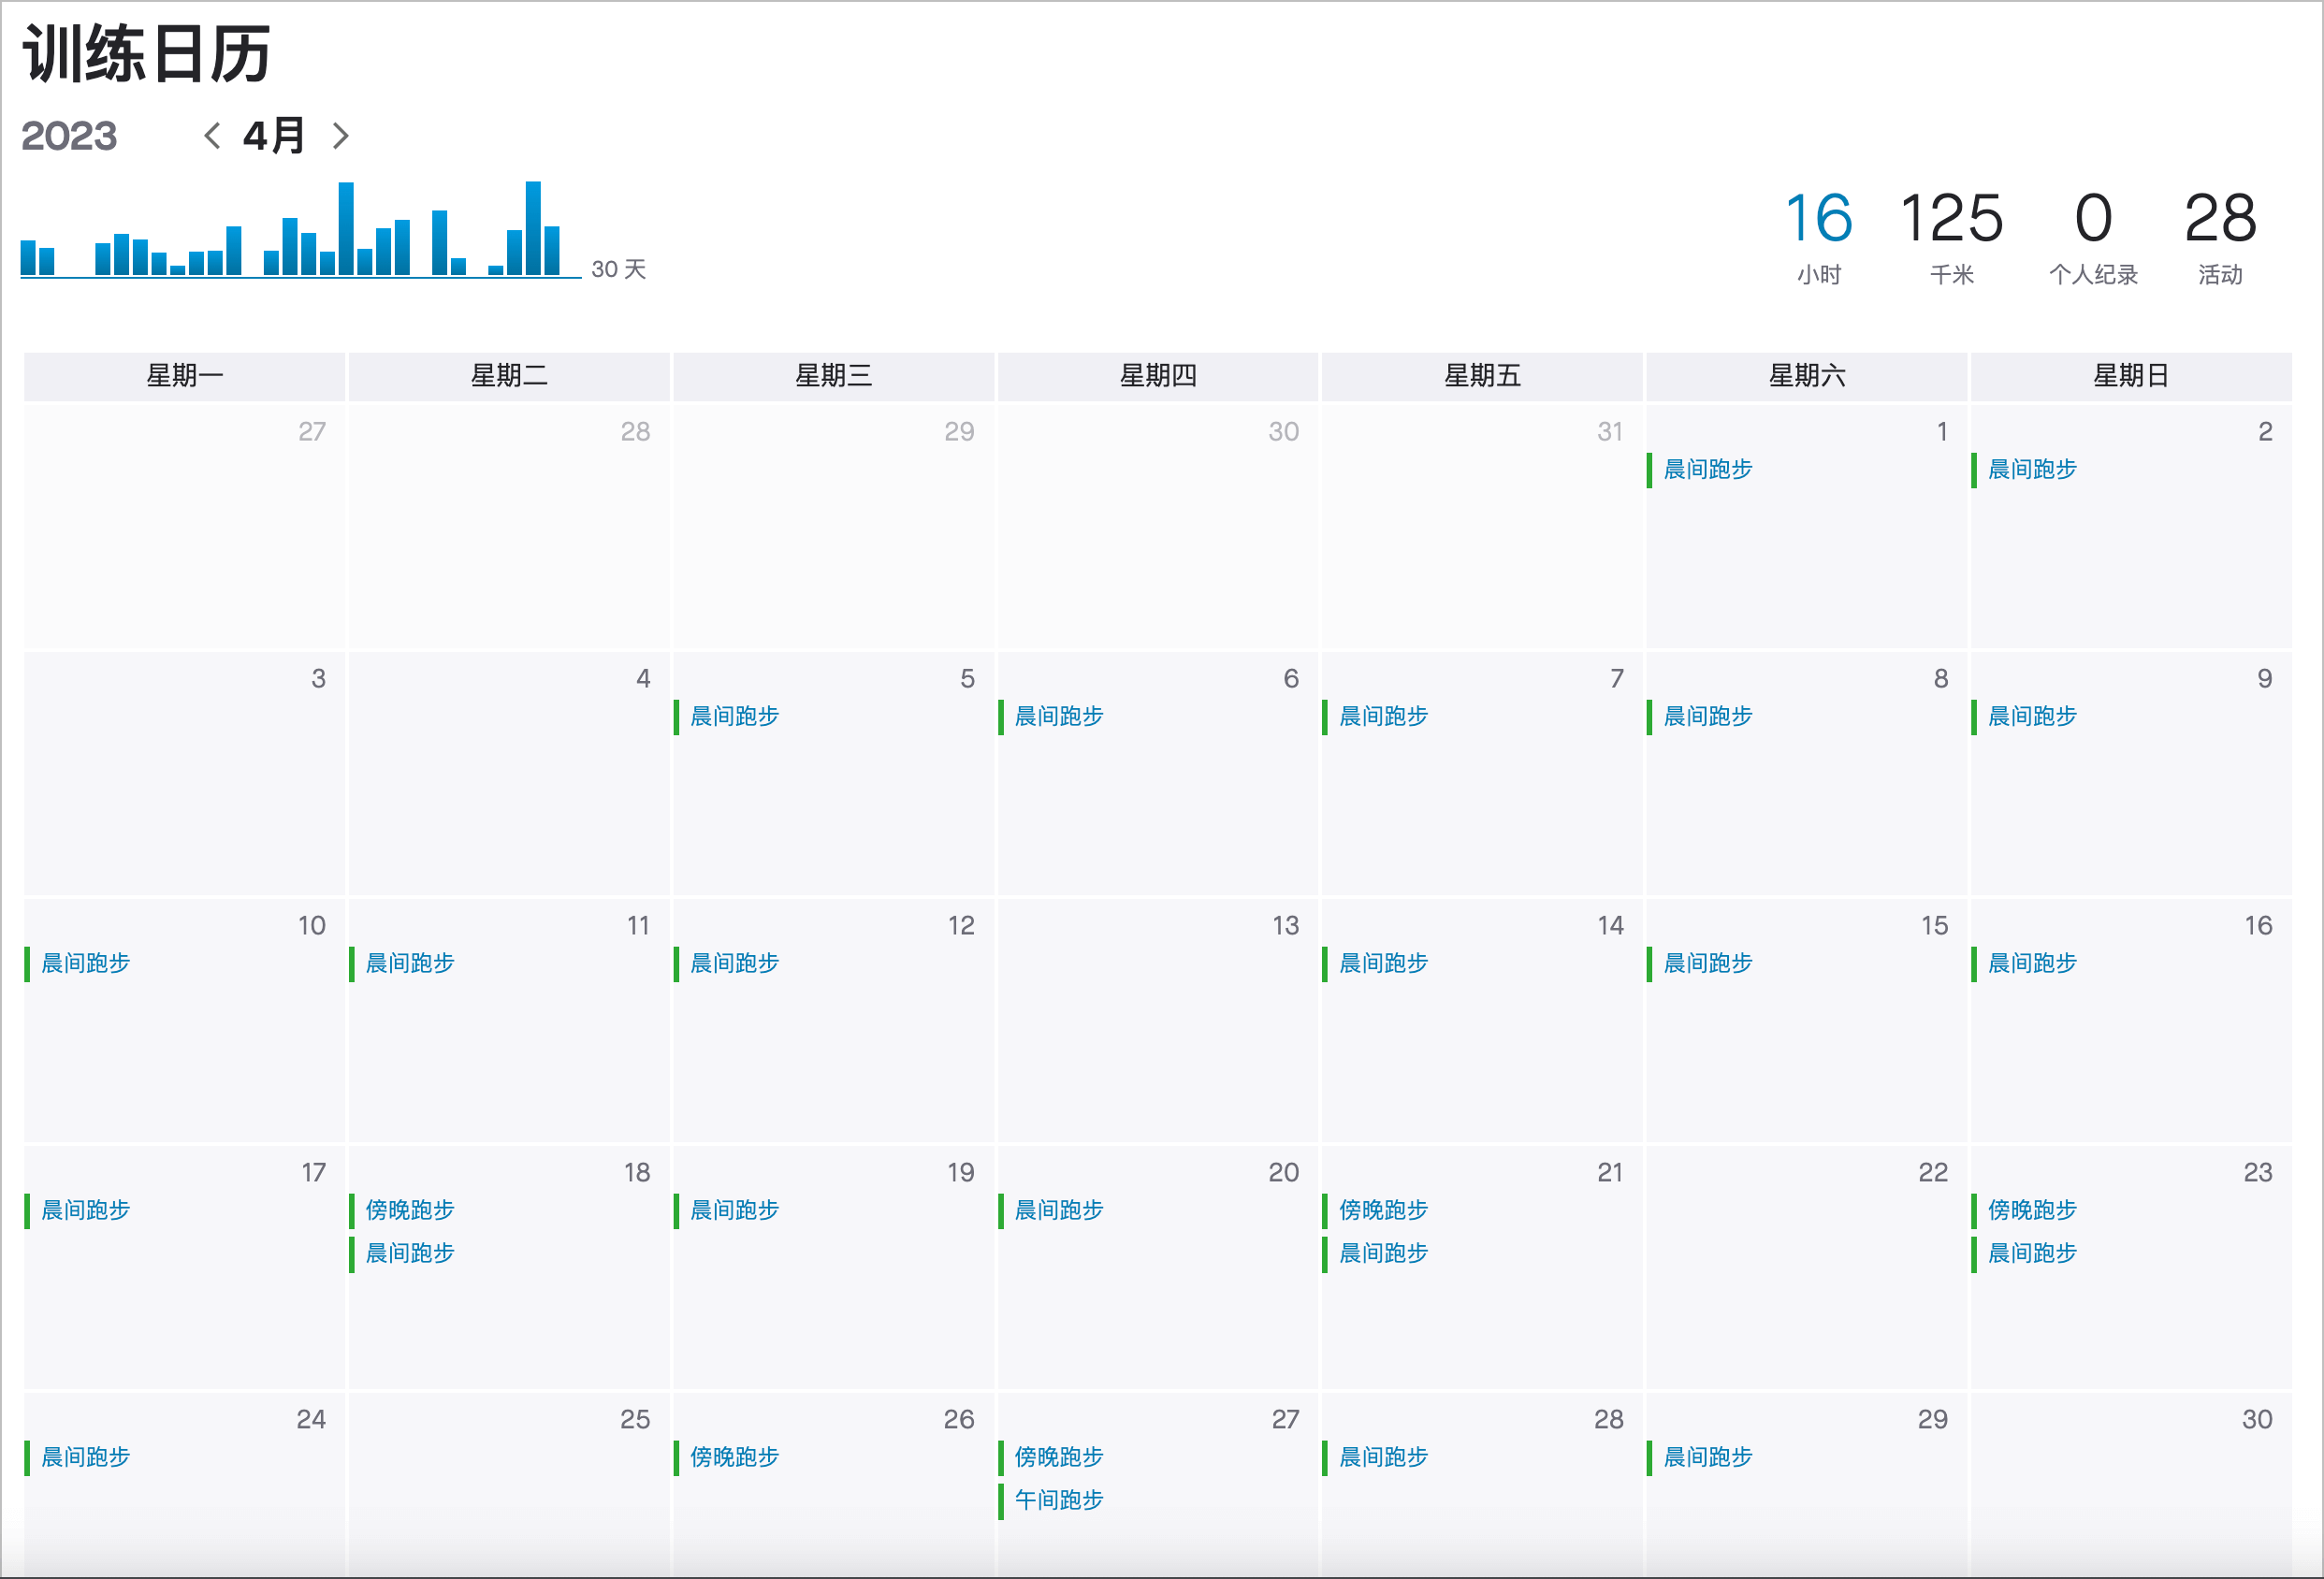 训练日历
2023 4月
30 天
16 125 0 28
小时 千米 个人纪录 活动
星期一 星期二 星期三 星期四 星期五 星期六 星期日
27 28 29 30 31 1 2
晨间跑步 晨间跑步
3 4 5 6 7 8 9
晨间跑步 晨间跑步 晨间跑步 晨间跑步 晨间跑步
10 11 12 13 14 15 16
晨间跑步 晨间跑步 晨间跑步 晨间跑步 晨间跑步 晨间跑步
17 18 19 20 21 22 23
晨间跑步 傍晚跑步 晨间跑步 晨间跑步 傍晚跑步 傍晚跑步
晨间跑步 晨间跑步 晨间跑步
24 25 26 27 28 29 30
晨间跑步 傍晚跑步 傍晚跑步 晨间跑步 晨间跑步
午间跑步